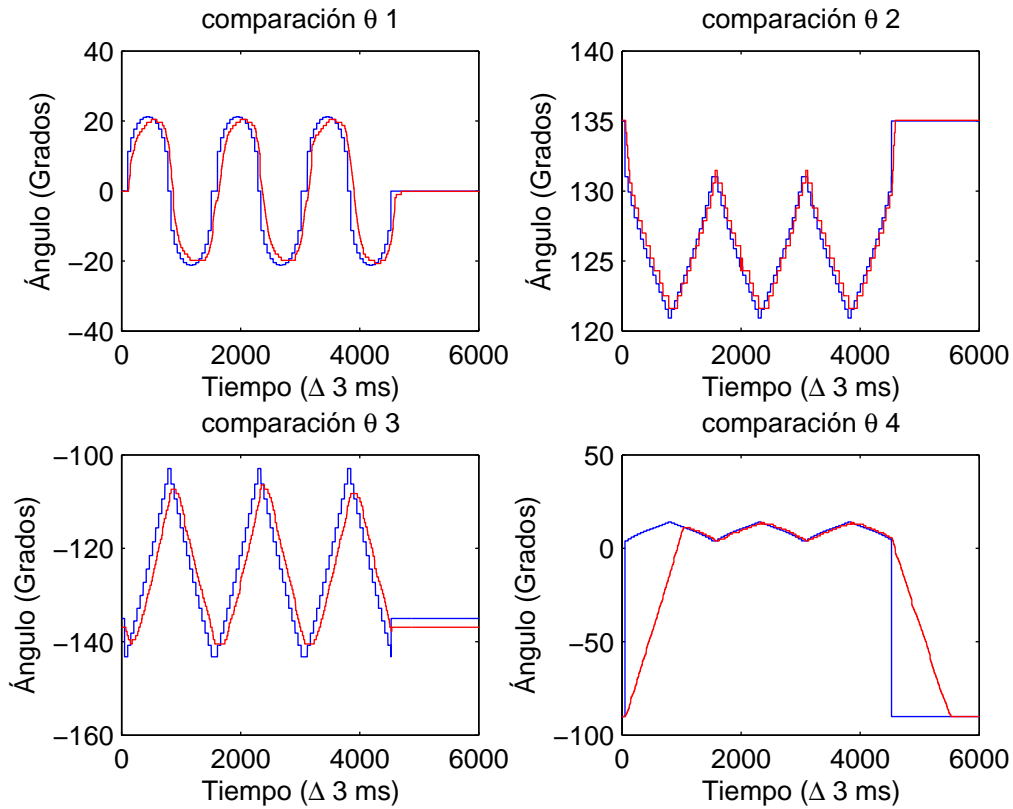 comparación θ 1
40
20
0
−20
−40
0
2000
4000
6000
Ángulo (Grados)
Tiempo (Δ 3 ms)
comparación θ 2
140
135
130
125
120
0
2000
4000
6000
Ángulo (Grados)
Tiempo (Δ 3 ms)
comparación θ 3
−100
−120
−140
−160
0
2000
4000
6000
Ángulo (Grados)
Tiempo (Δ 3 ms)
comparación θ 4
50
0
−50
−100
0
2000
4000
6000
Ángulo (Grados)
Tiempo (Δ 3 ms)